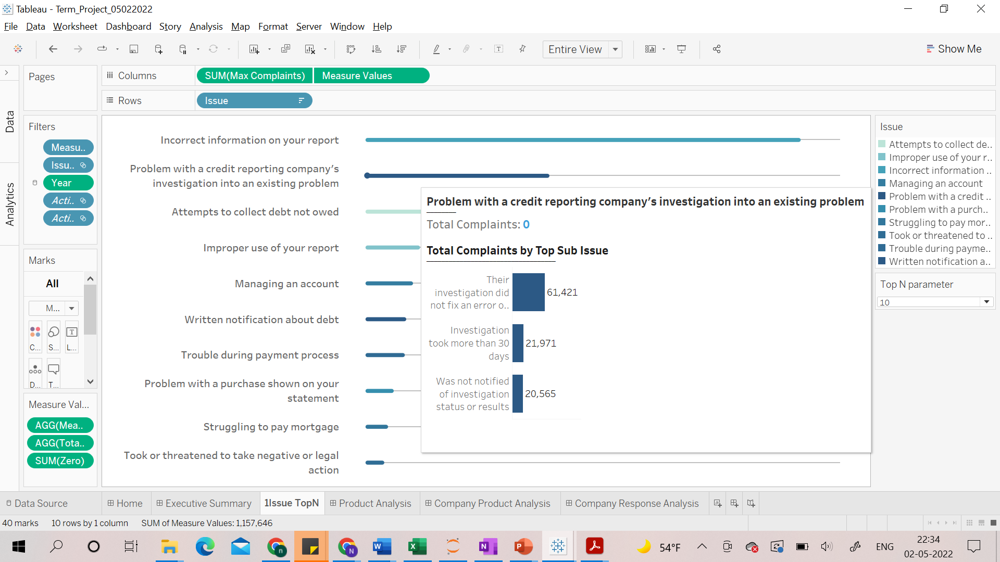 Tableau - Term_Project_05022022
File Data Worksheet Dashboard Story Analysis Map Format Server Window Help
Entire View
Show Me
Pages
Columns
SUM(Max Complaints)
Measure Values
Rows
Issue
Data
Analytics
Filters
Measu..
Issu..
Year
Acti..
Acti..
Marks
All
M...
C... S... L...
D... T...
Measure Val...
AGG(Mea..
AGG(Tota..
SUM(Zero)
Incorrect information on your report
Problem with a credit reporting company’s
investigation into an existing problem
Attempts to collect debt not owed
Improper use of your report
Managing an account
Written notification about debt
Trouble during payment process
Problem with a purchase shown on your
statement
Struggling to pay mortgage
Took or threatened to take negative or legal
action
Problem with a credit reporting company’s investigation into an existing problem
Total Complaints: 0
Total Complaints by Top Sub Issue
Their
investigation did
not fix an error o..
61,421
Investigation
took more than 30
days
21,971
Was not notified
of investigation
status or results
20,565
Issue
Attempts to collect de..
Improper use of your r..
Incorrect information ..
Managing an account
Problem with a credit ..
Problem with a purch..
Struggling to pay mor..
Took or threatened to ..
Trouble during payme..
Written notification a..
Top N parameter
10
Data Source
Home
Executive Summary
1Issue TopN
Product Analysis
Company Product Analysis
Company Response Analysis
40 marks 10 rows by 1 column SUM of Measure Values: 1,157,646
54°F
ENG
22:34
02-05-2022